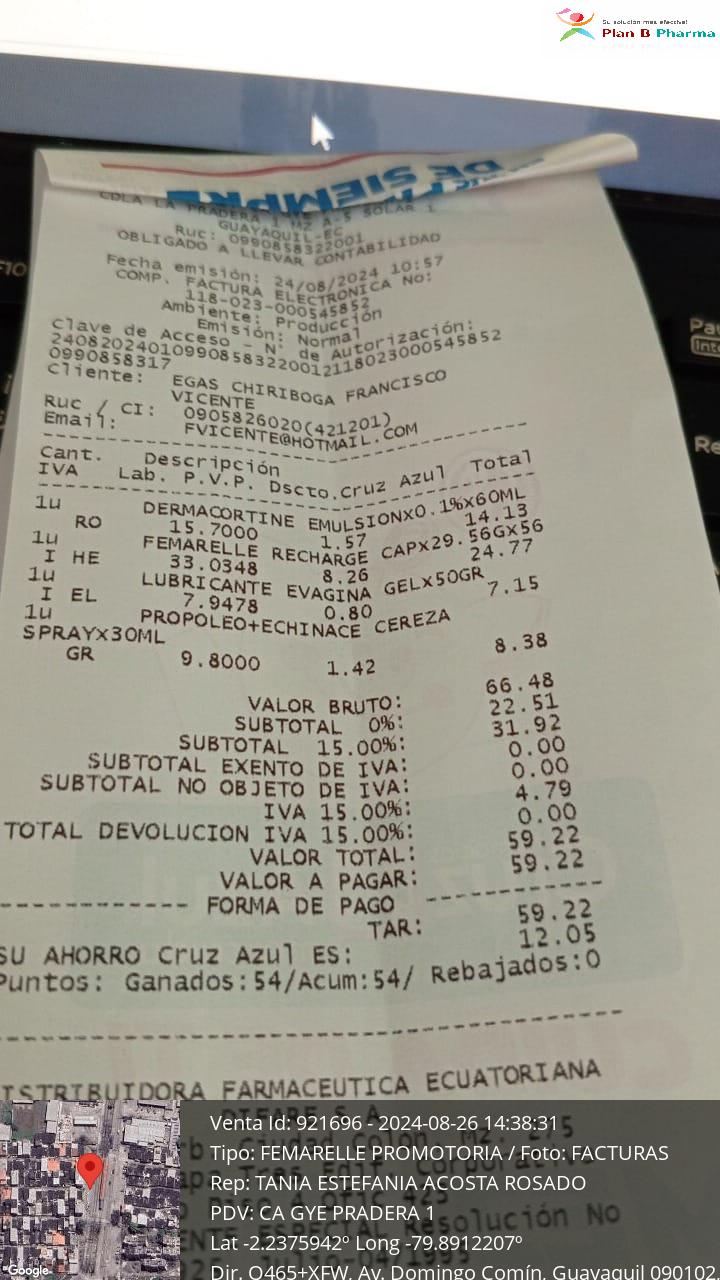 Su solución más efectiva!
Plan B Pharma
DE SIEMPRE
CDLA LA PRADERA 1 MZ A-5 SOLAR 1
GUAYAQUIL-EC
Ruc: 0990858322001
OBLIGADO A LLEVAR CONTABILIDAD
Fecha emisión: 24/08/2024 10:57
COMP. FACTURA ELECTRONICA No:
118-023-000545852
Ambiente: Producción
Emisión: Normal
Clave de Acceso - N° de Autorización:
240820240109908583220012118023000545852
0990858317
Cliente: EGAS CHIRIBOGA FRANCISCO
VICENTE
Ruc / CI: 0905826020(421201)
Email: FVICENTE@HOTMAIL.COM
Cant. Descripción
IVA Lab. P.V.P. Dscto.Cruz Azul Total
1u DERMACORTINE EMULSIONX0.1%X60ML
RO 15.7000 1.57 14.13
1u FEMARELLE RECHARGE CAPX29.56GX56
I HE 33.0348 8.26 24.77
1u LUBRICANTE EVAGINA GELX50GR
I EL 7.9478 0.80 7.15
1u PROPOLEO+ECHINACE CEREZA
SPRAYX30ML
GR 9.8000 1.42 8.38
VALOR BRUTO: 66.48
SUBTOTAL 0%: 22.51
SUBTOTAL 15.00%: 31.92
SUBTOTAL EXENTO DE IVA: 0.00
SUBTOTAL NO OBJETO DE IVA: 0.00
IVA 15.00%: 4.79
TOTAL DEVOLUCION IVA 15.00%: 0.00
VALOR TOTAL: 59.22
VALOR A PAGAR: 59.22
------------ FORMA DE PAGO ------------
TAR: 59.22
SU AHORRO Cruz Azul ES: 12.05
Puntos: Ganados:54/Acum:54/ Rebajados:0
ISTRIBUIDORA FARMACEUTICA ECUATORIANA
Venta Id: 921696 - 2024-08-26 14:38:31
Tipo: FEMARELLE PROMOTORIA / Foto: FACTURAS
Rep: TANIA ESTEFANIA ACOSTA ROSADO
PDV: CA GYE PRADERA 1
Lat -2.2375942º Long -79.8912207º
Dir. Q465+XFW, Av. Domingo Comín, Guayaquil 090102
Google
F10